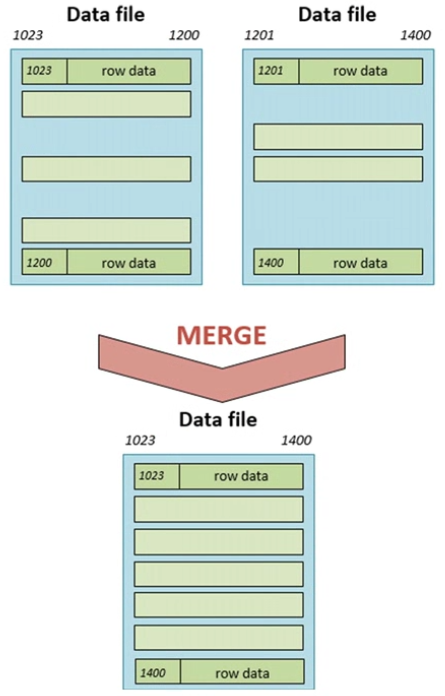 Data file
1023 1200
1023 row data
1200 row data
Data file
1201 1400
1201 row data
1400 row data
MERGE
Data file
1023 1400
1023 row data
1400 row data